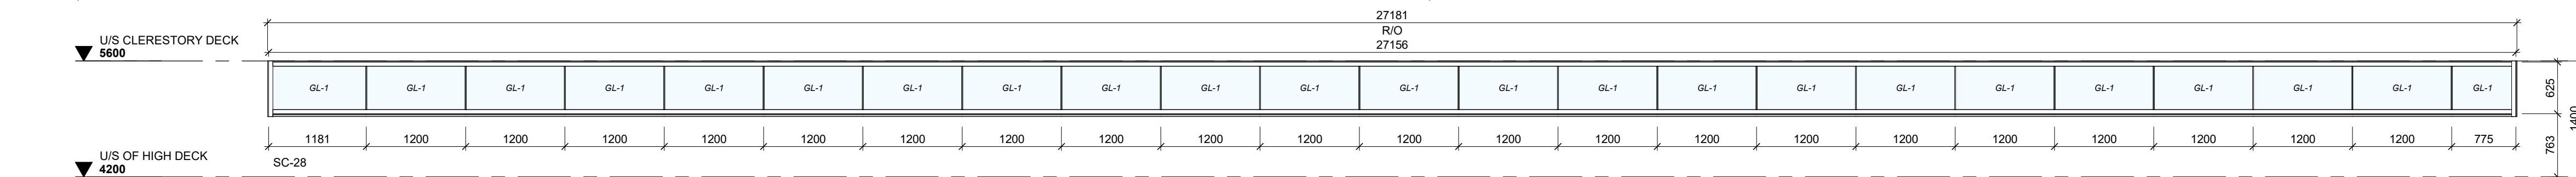 27181
R/O
27156
U/S CLERESTORY DECK
5600
GL-1 GL-1 GL-1 GL-1 GL-1 GL-1 GL-1 GL-1 GL-1 GL-1 GL-1 GL-1 GL-1 GL-1 GL-1 GL-1 GL-1 GL-1 GL-1 GL-1 GL-1 GL-1 GL-1
625
1400
1181 1200 1200 1200 1200 1200 1200 1200 1200 1200 1200 1200 1200 1200 1200 1200 1200 1200 1200 1200 1200 1200 775
763
U/S OF HIGH DECK
4200
SC-28